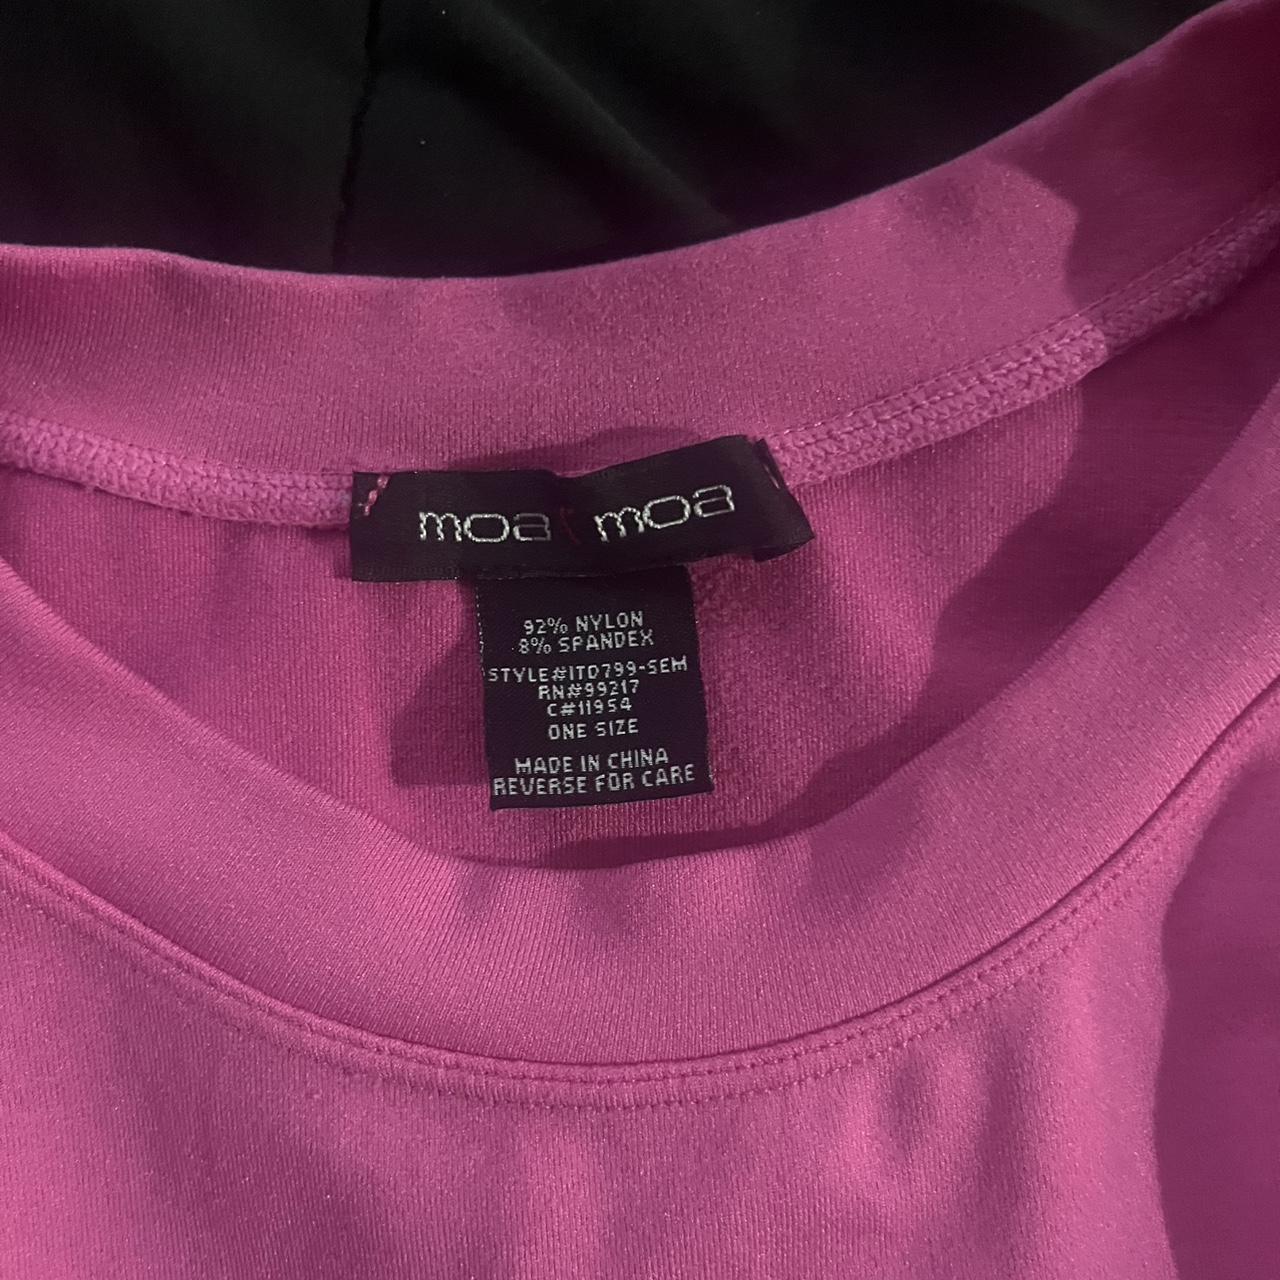 moa moa
92% NYLON
8% SPANDEX
STYLE#ITD799-SEM
RN#99217
C#11954
ONE SIZE
MADE IN CHINA
REVERSE FOR CARE